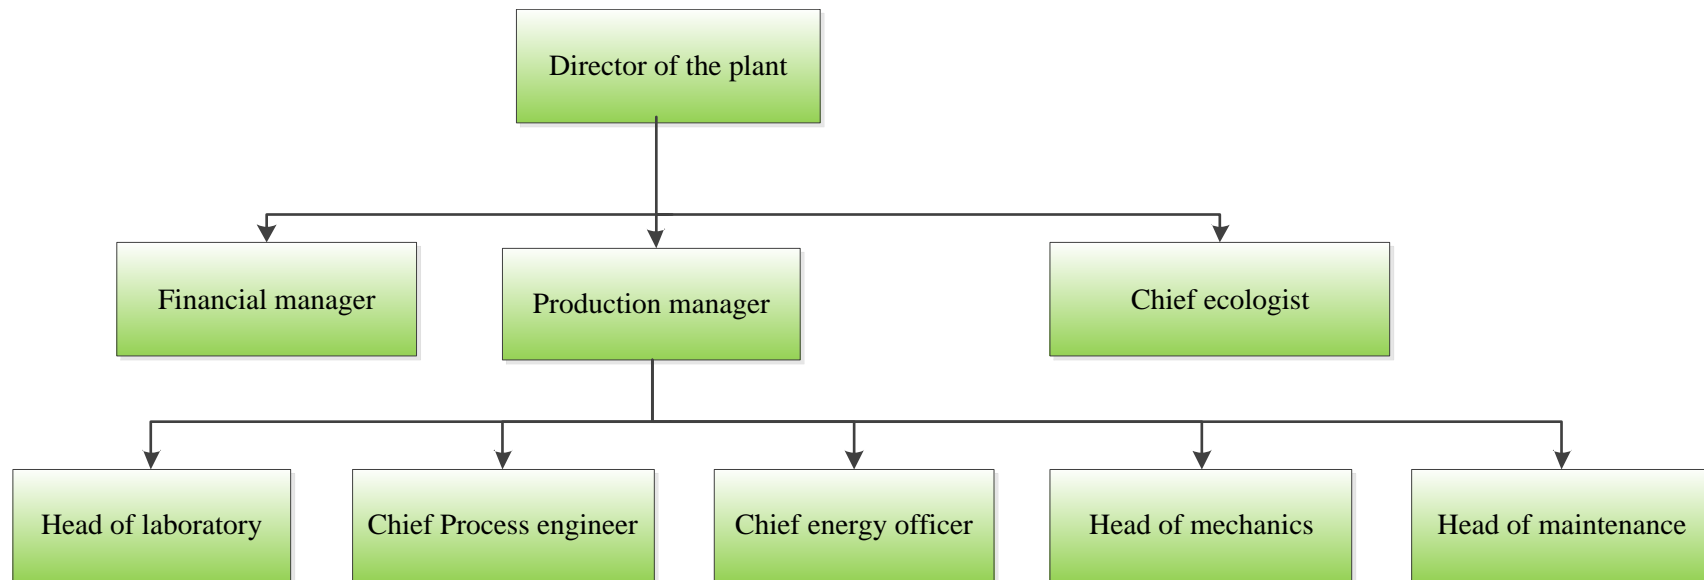 Director of the plant
Financial manager
Production manager
Chief ecologist
Head of laboratory
Chief Process engineer
Chief energy officer
Head of mechanics
Head of maintenance